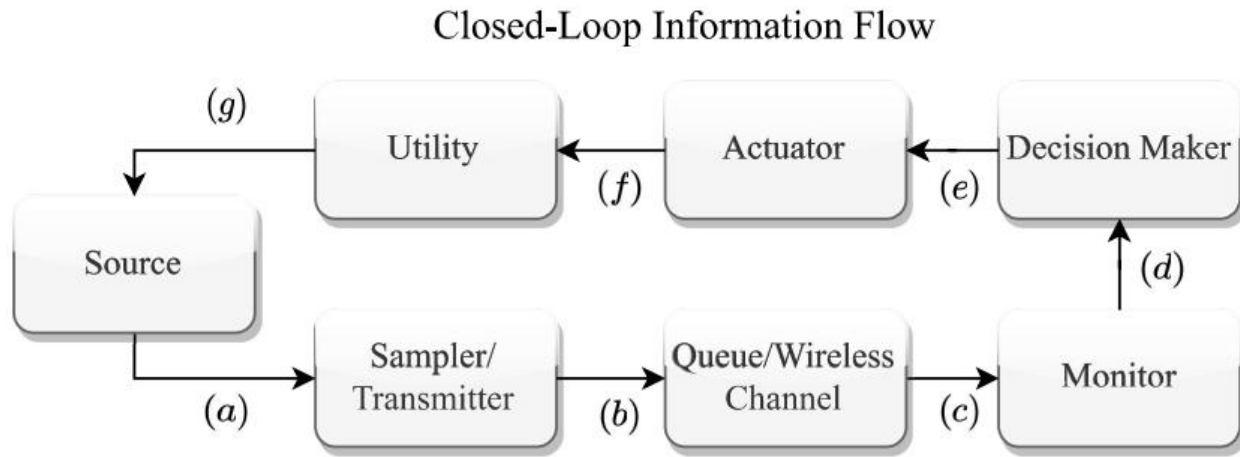 Closed-Loop Information Flow
(g)
Utility
Actuator
Decision Maker
(f)
(e)
Source
(d)
Sampler/
Transmitter
Queue/Wireless
Channel
Monitor
(a)
(b)
(c)